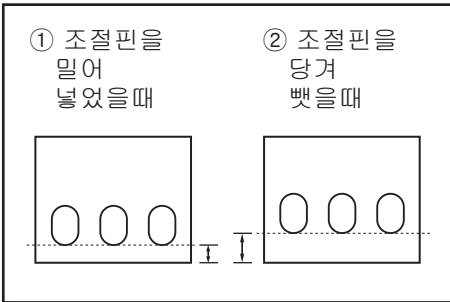 ① 조절핀을
밀어
넣었을때
② 조절핀을
당겨
뺏을때